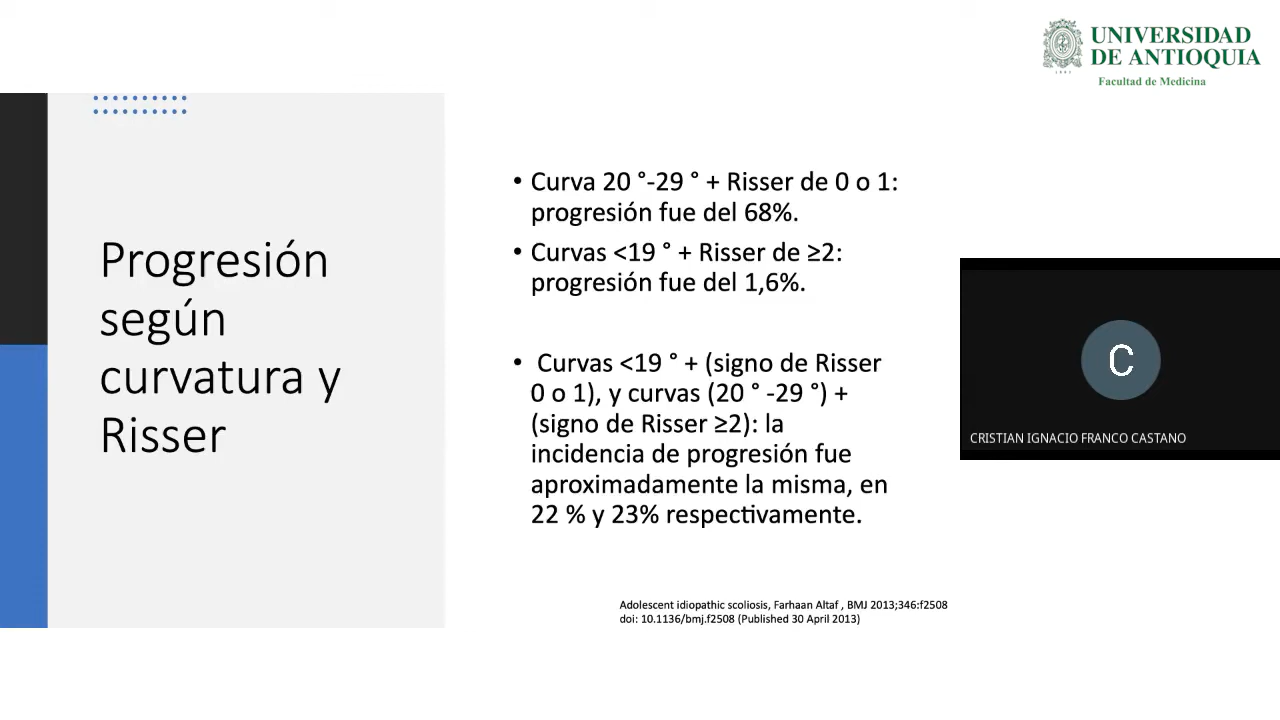 UNIVERSIDAD
DE ANTIOQUIA
1803
Facultad de Medicina
Progresión
según
curvatura y
Risser
• Curva 20 °-29 ° + Risser de 0 o 1:
progresión fue del 68%.
• Curvas <19 ° + Risser de ≥2:
progresión fue del 1,6%.
• Curvas <19 ° + (signo de Risser
0 o 1), y curvas (20 ° -29 °) +
(signo de Risser ≥2): la
incidencia de progresión fue
aproximadamente la misma, en
22 % y 23% respectivamente.
C
CRISTIAN IGNACIO FRANCO CASTANO
Adolescent idiopathic scoliosis, Farhaan Altaf , BMJ 2013;346:f2508
doi: 10.1136/bmj.f2508 (Published 30 April 2013)